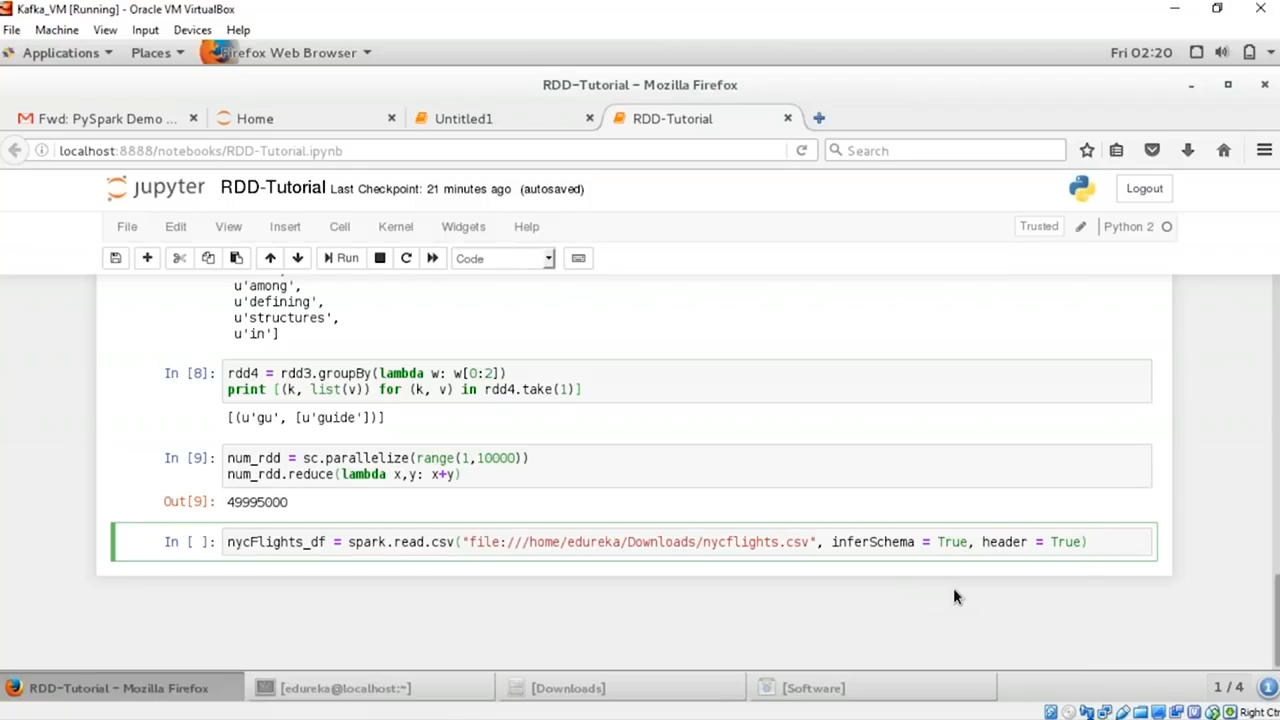 Kafka_VM [Running] - Oracle VM VirtualBox
File Machine View Input Devices Help
Applications Places Firefox Web Browser Fri 02:20
RDD-Tutorial - Mozilla Firefox
Fwd: PySpark Demo ... Home Untitled1 RDD-Tutorial
localhost:8888/notebooks/RDD-Tutorial.ipynb Search
jupyter RDD-Tutorial Last Checkpoint: 21 minutes ago (autosaved) Logout
File Edit View Insert Cell Kernel Widgets Help Trusted Python 2
Run Code
u'among',
u'defining',
u'structures',
u'in']
In [8]: rdd4 = rdd3.groupBy(lambda w: w[0:2])
print [(k, list(v)) for (k, v) in rdd4.take(1)]
[(u'gu', [u'guide'])]
In [9]: num_rdd = sc.parallelize(range(1,10000))
num_rdd.reduce(lambda x,y: x+y)
Out[9]: 49995000
In [ ]: nycFlights_df = spark.read.csv("file:///home/edureka/Downloads/nycflights.csv", inferSchema = True, header = True)
RDD-Tutorial - Mozilla Firefox [edureka@localhost:~] [Downloads] [Software] 1 / 4 1
Right Ctr